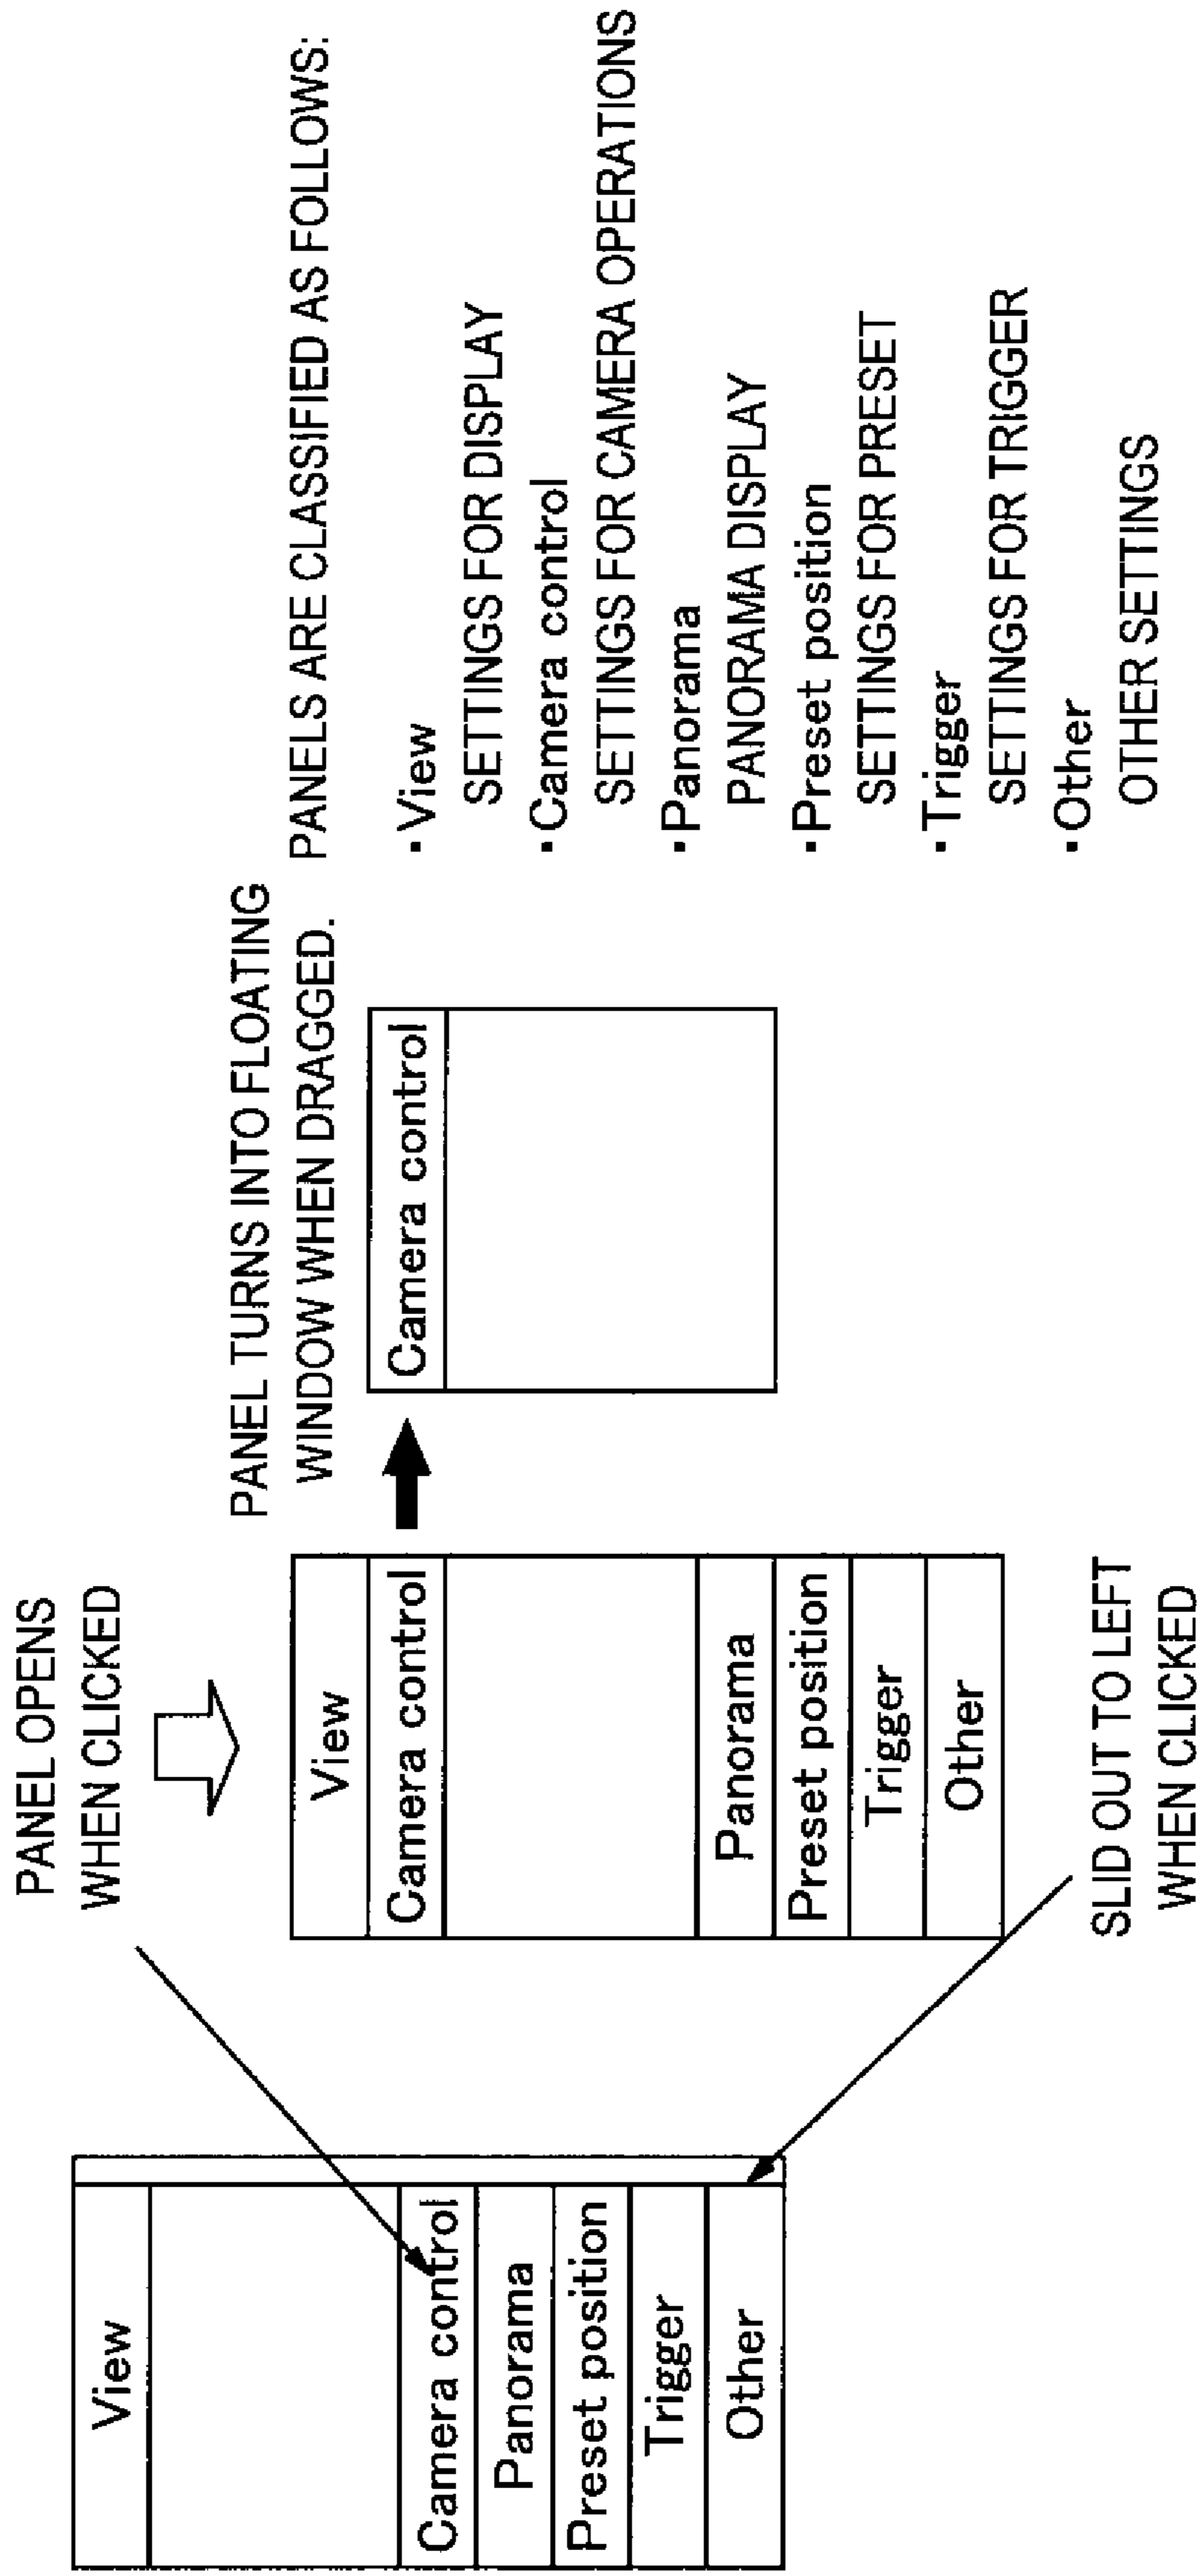 PANEL OPENS
WHEN CLICKED
View
Camera control
Panorama
Preset position
Trigger
Other
View
Camera control
Panorama
Preset position
Trigger
Other
SLID OUT TO LEFT
WHEN CLICKED
PANEL TURNS INTO FLOATING
WINDOW WHEN DRAGGED.
Camera control
PANELS ARE CLASSIFIED AS FOLLOWS:
・View
SETTINGS FOR DISPLAY
・Camera control
SETTINGS FOR CAMERA OPERATIONS
・Panorama
PANORAMA DISPLAY
・Preset position
SETTINGS FOR PRESET
・Trigger
SETTINGS FOR TRIGGER
・Other
OTHER SETTINGS